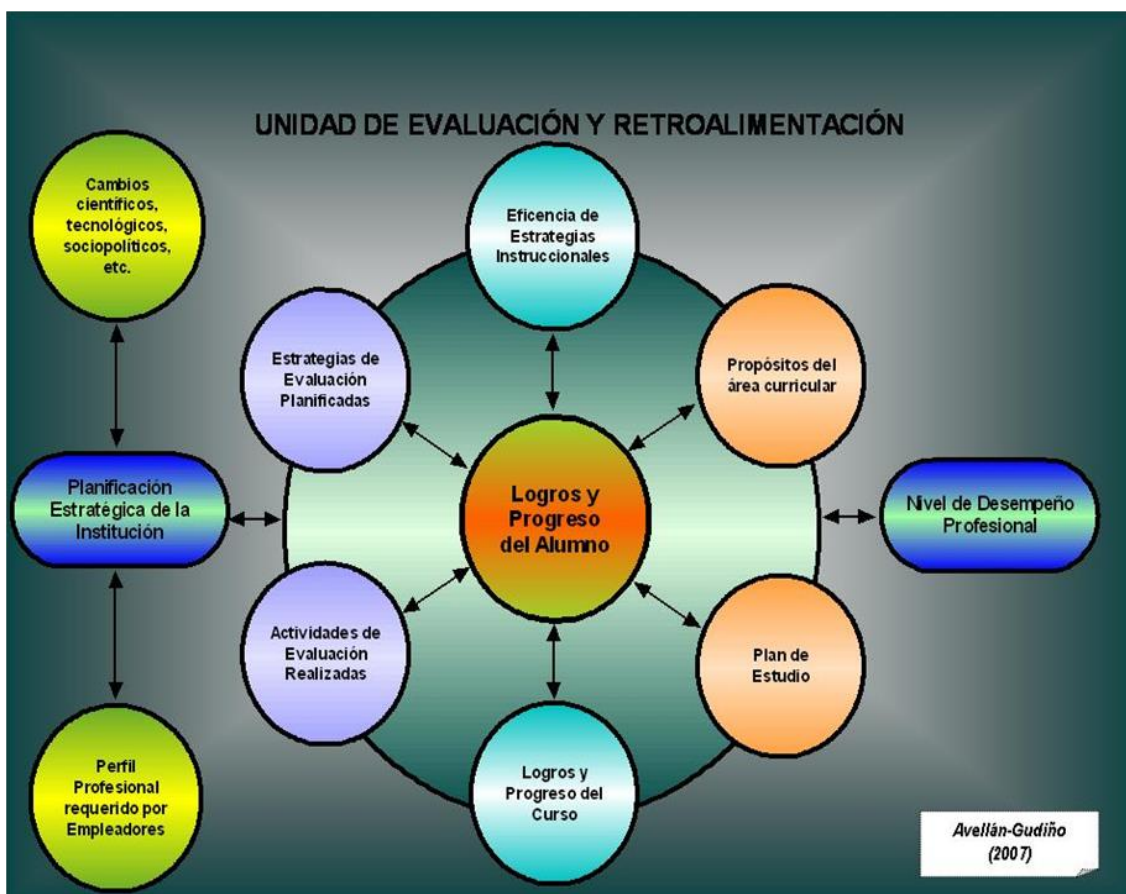 UNIDAD DE EVALUACIÓN Y RETROALIMENTACIÓN
Cambios
científicos,
tecnológicos,
sociopolíticos,
etc.
Eficencia de
Estrategias
Instruccionales
Estrategias de
Evaluación
Planificadas
Propósitos del
área curricular
Planificación
Estratégica de la
Institución
Logros y
Progreso
del Alumno
Nivel de Desempeño
Profesional
Actividades de
Evaluación
Realizadas
Plan de
Estudio
Perfil
Profesional
requerido por
Empleadores
Logros y
Progreso del
Curso
Avellán-Gudiño
(2007)